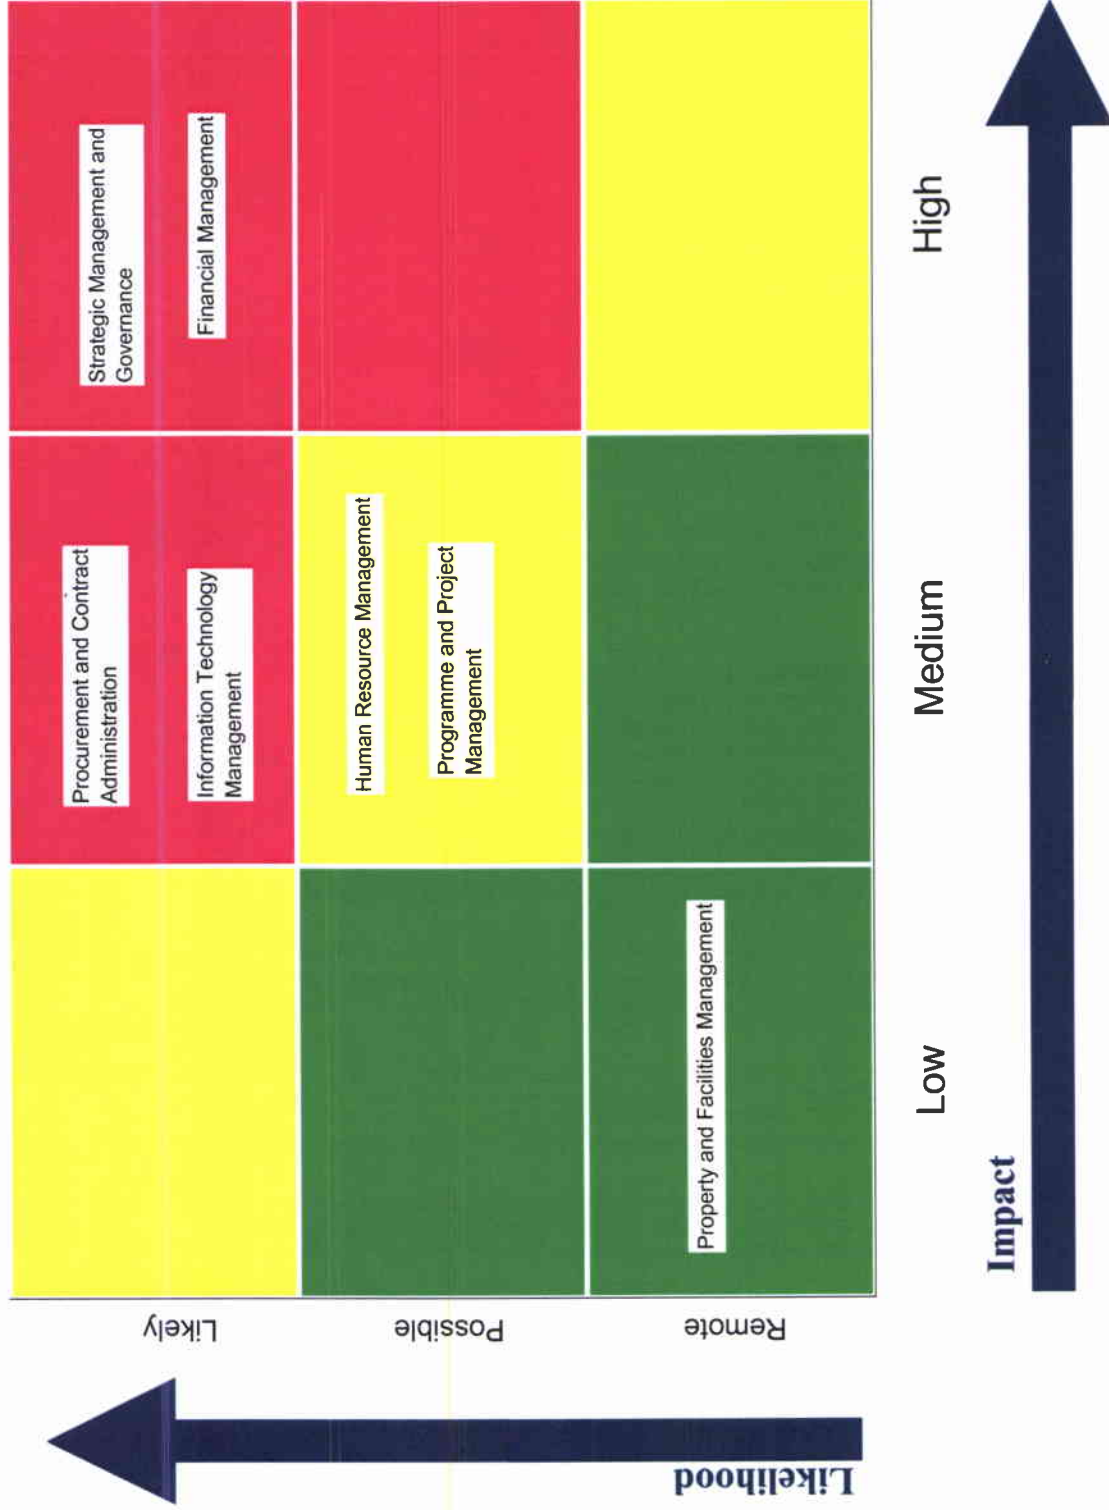 Likelihood
Likely
Possible
Remote
Procurement and Contract
Administration
Information Technology
Management
Strategic Management and
Governance
Financial Management
Human Resource Management
Programme and Project
Management
Property and Facilities Management
Low
Medium
High
Impact